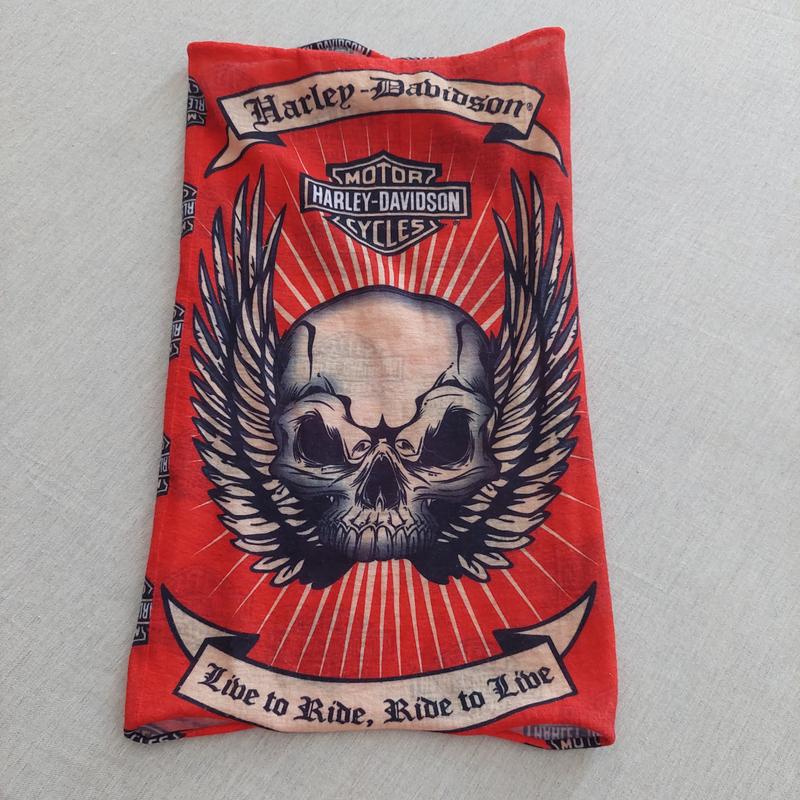 Harley-Davidson®
MOTOR
HARLEY-DAVIDSON
CYCLES
Live to Ride, Ride to Live